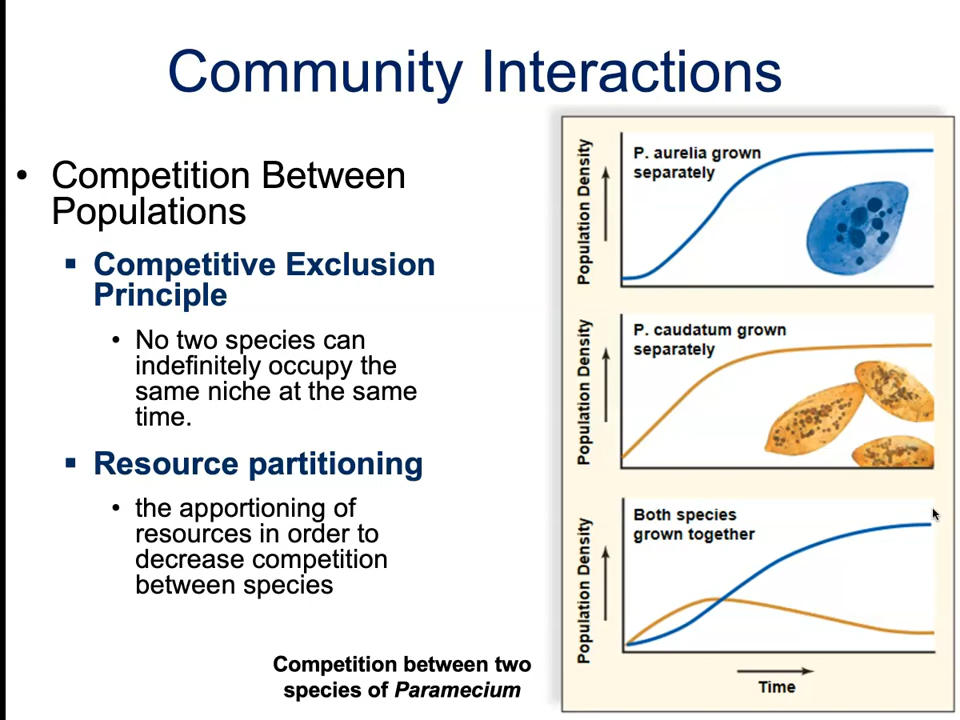 Community Interactions
• Competition Between
Populations
▪ Competitive Exclusion
Principle
• No two species can
indefinitely occupy the
same niche at the same
time.
▪ Resource partitioning
• the apportioning of
resources in order to
decrease competition
between species
Competition between two
species of Paramecium
Population Density
P. aurelia grown
separately
Population Density
P. caudatum grown
separately
Population Density
Both species
grown together
Time